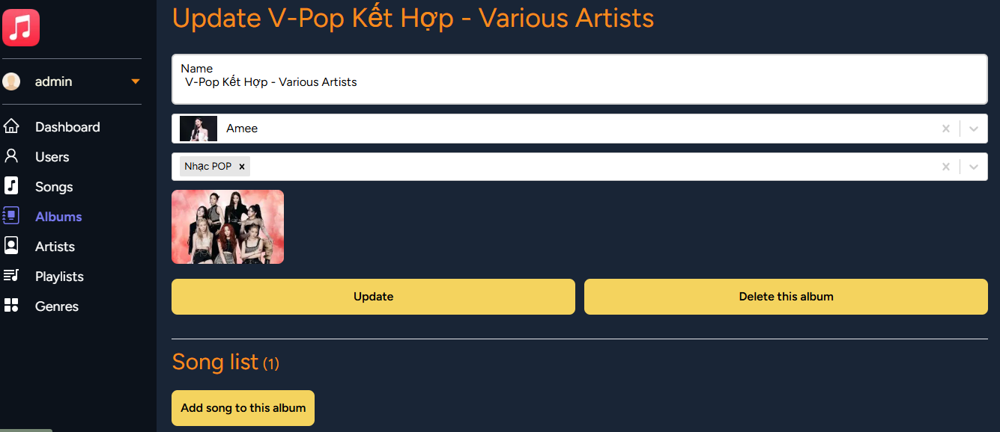 Update V-Pop Kết Hợp - Various Artists
Name
V-Pop Kết Hợp - Various Artists
admin
Amee
Dashboard
Users
Nhạc POP x
Songs
Albums
Artists
Playlists
Genres
Update
Delete this album
Song list (1)
Add song to this album